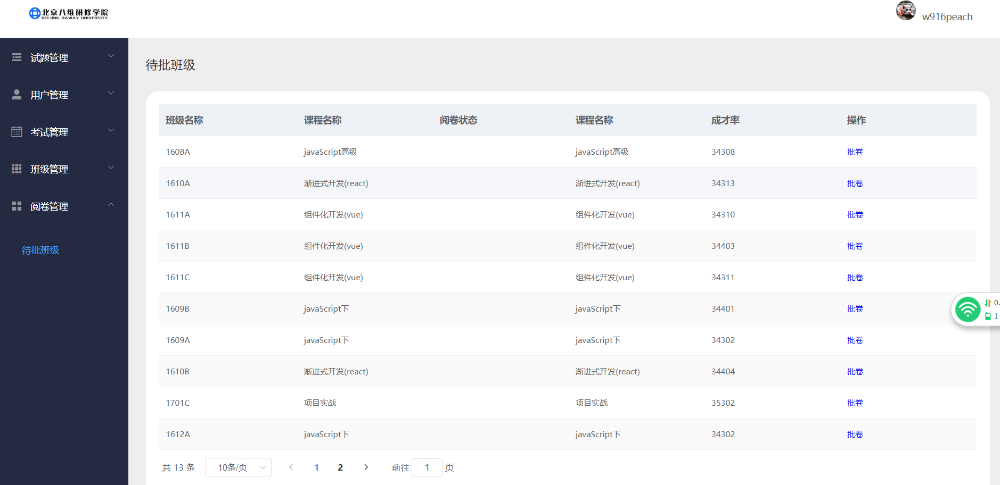 北京八维研修学院
BEIJING BAWAY UNIVERSITY
w916peach
试题管理
用户管理
考试管理
班级管理
阅卷管理
待批班级
待批班级
班级名称 课程名称 阅卷状态 课程名称 成才率 操作
1608A javaScript高级 javaScript高级 34308 批卷
1610A 渐进式开发(react) 渐进式开发(react) 34313 批卷
1611A 组件化开发(vue) 组件化开发(vue) 34310 批卷
1611B 组件化开发(vue) 组件化开发(vue) 34403 批卷
1611C 组件化开发(vue) 组件化开发(vue) 34311 批卷
1609B javaScript下 javaScript下 34401 批卷
1609A javaScript下 javaScript下 34302 批卷
1610B 渐进式开发(react) 渐进式开发(react) 34404 批卷
1701C 项目实战 项目实战 35302 批卷
1612A javaScript下 javaScript下 34302 批卷
共 13 条 10条/页 1 2 前往 1 页
0.
1